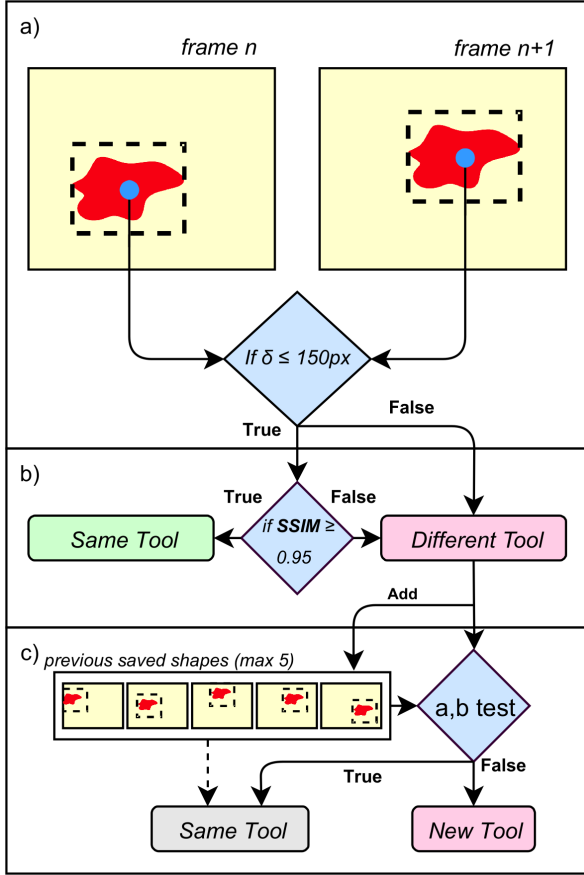 a)
frame n
frame n+1
If δ ≤ 150px
True
False
b)
True
False
if SSIM ≥
0.95
Same Tool
Different Tool
Add
c)
previous saved shapes (max 5)
a,b test
True
False
Same Tool
New Tool